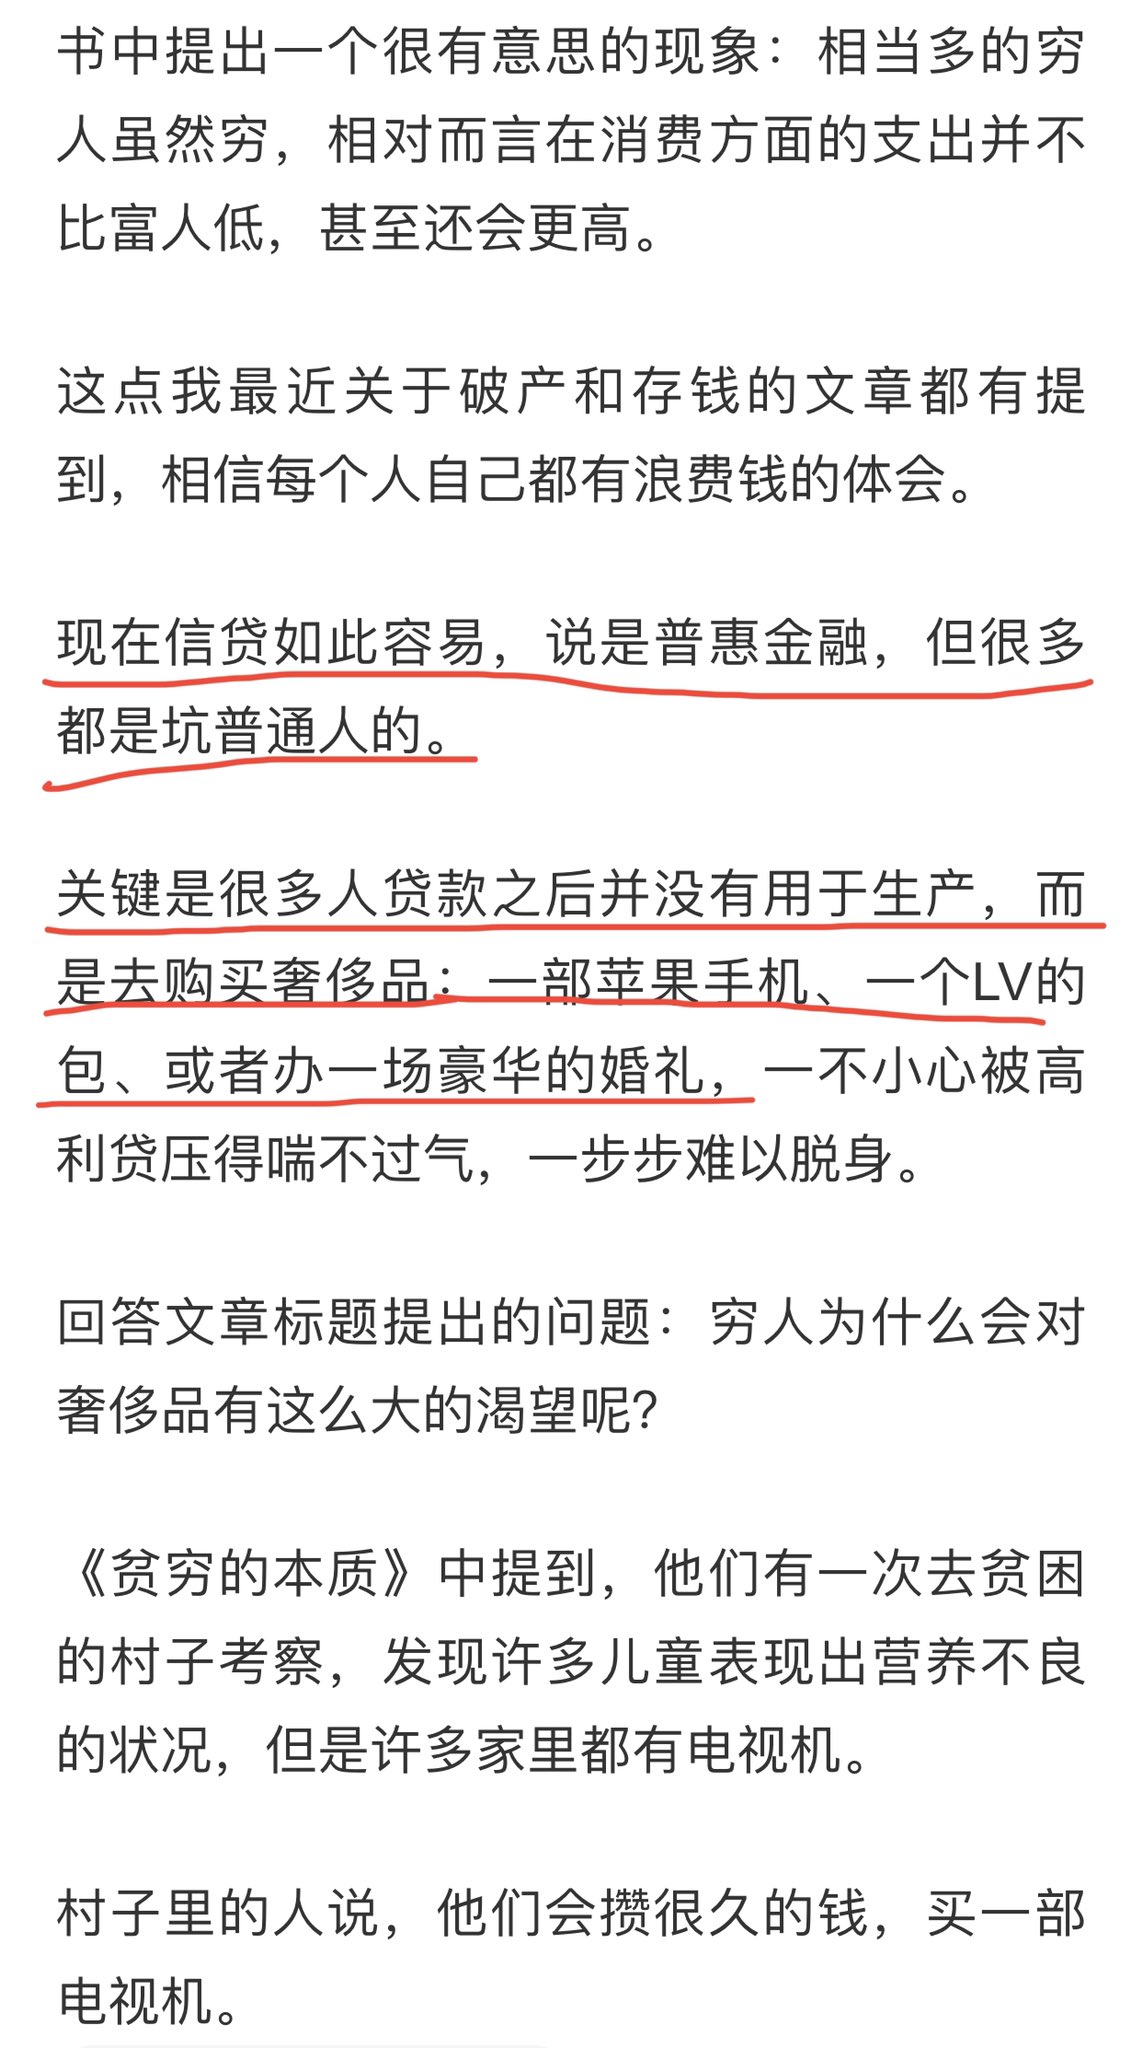 书中提出一个很有意思的现象：相当多的穷
人虽然穷，相对而言在消费方面的支出并不
比富人低，甚至还会更高。
这点我最近关于破产和存钱的文章都有提
到，相信每个人自己都有浪费钱的体会。
现在信贷如此容易，说是普惠金融，但很多
都是坑普通人的。
关键是很多人贷款之后并没有用于生产，而
是去购买奢侈品：一部苹果手机、一个LV的
包、或者办一场豪华的婚礼，一不小心被高
利贷压得喘不过气，一步步难以脱身。
回答文章标题提出的问题：穷人为什么会对
奢侈品有这么大的渴望呢？
《贫穷的本质》中提到，他们有一次去贫困
的村子考察，发现许多儿童表现出营养不良
的状况，但是许多家里都有电视机。
村子里的人说，他们会攒很久的钱，买一部
电视机。